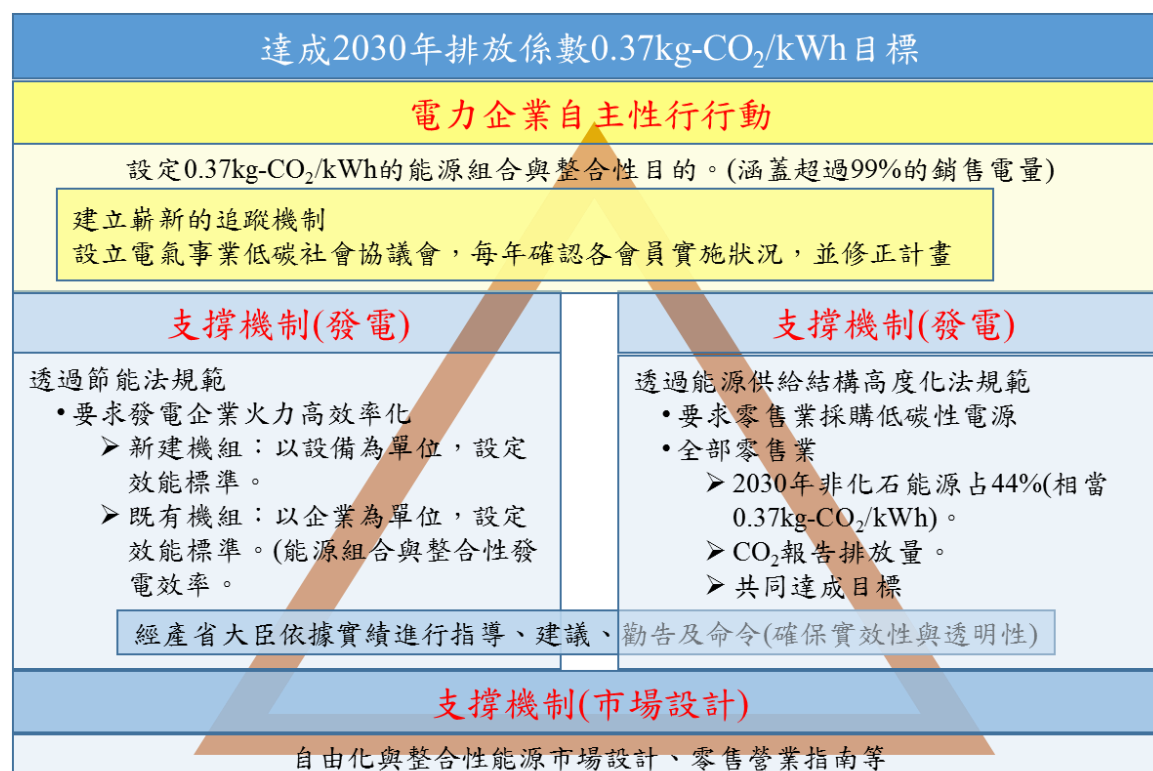 達成2030年排放係數0.37kg-CO₂/kWh目標
電力企業自主性行行動
設定0.37kg-CO₂/kWh的能源組合與整合性目的。(涵蓋超過99%的銷售電量)
建立嶄新的追蹤機制
設立電氣事業低碳社會協議會，每年確認各會員實施狀況，並修正計畫
支撐機制(發電)
透過節能法規範
•要求發電企業火力高效率化
➤新建機組：以設備為單位，設定
效能標準。
➤既有機組：以企業為單位，設定
效能標準。(能源組合與整合性發
電效率。
支撐機制(發電)
透過能源供給結構高度化法規範
•要求零售業採購低碳性電源
•全部零售業
➤2030年非化石能源占44%(相當
0.37kg-CO₂/kWh)。
➤CO₂報告排放量。
➤共同達成目標
經產省大臣依據實績進行指導、建議、勸告及命令(確保實效性與透明性)
支撐機制(市場設計)
自由化與整合性能源市場設計、零售營業指南等